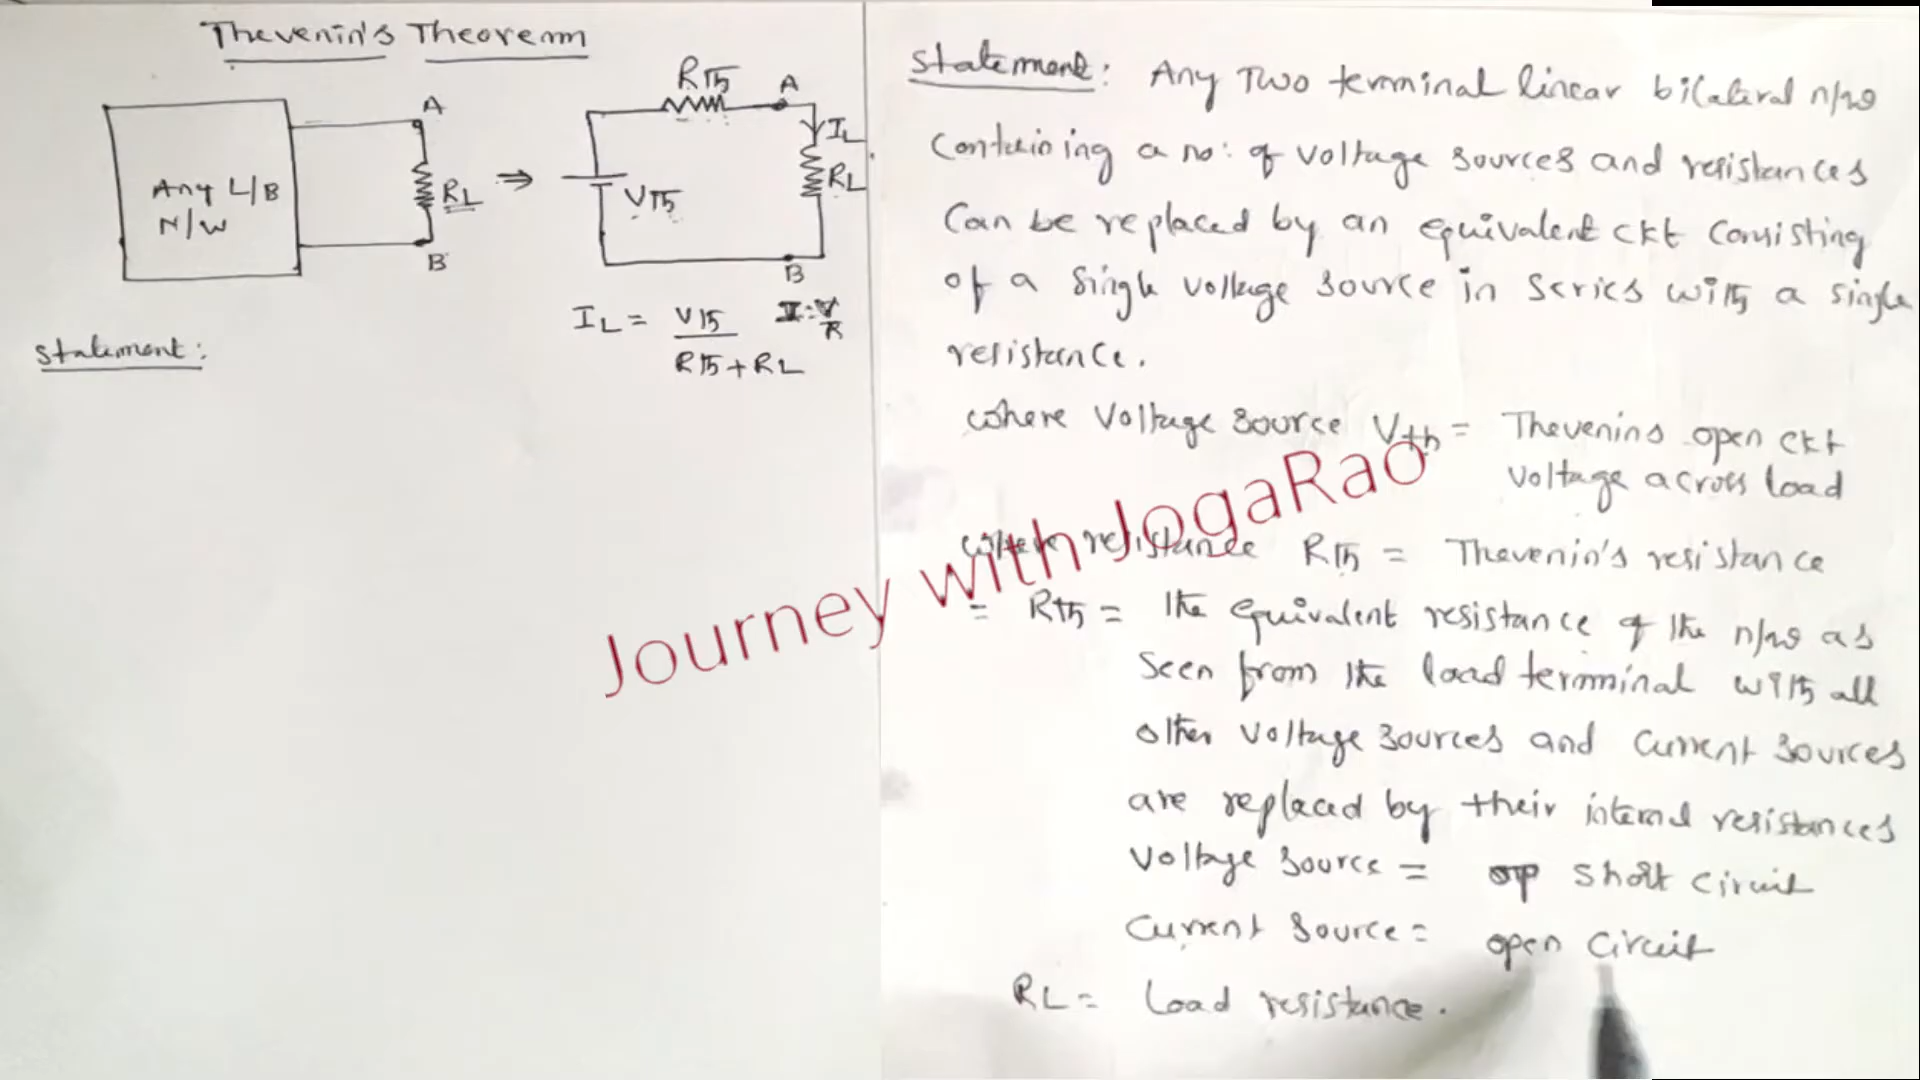 Thevenin's Theorem
A
Any L/B
N/W
RL
B
⇒
RTh
A
IL
VTh
RL
B
IL = VTh / RTh + RL
I = V/R
Statement:
Statement: Any Two terminal linear bilateral n/w
Containing a no: of voltage sources and resistances
Can be replaced by an equivalent ckt Consisting
of a Single voltage source in series with a single
resistance.
where Voltage source Vth = Thevenins open ckt
voltage across load
where resistance RTh = Thevenin's resistance
= RTh = the equivalent resistance of the n/w as
Seen from the load terminal with all
other voltage sources and current sources
are replaced by their internal resistances
Voltage source = short circuit
Current source = open circuit
RL = Load resistance.
Journey with JogaRao